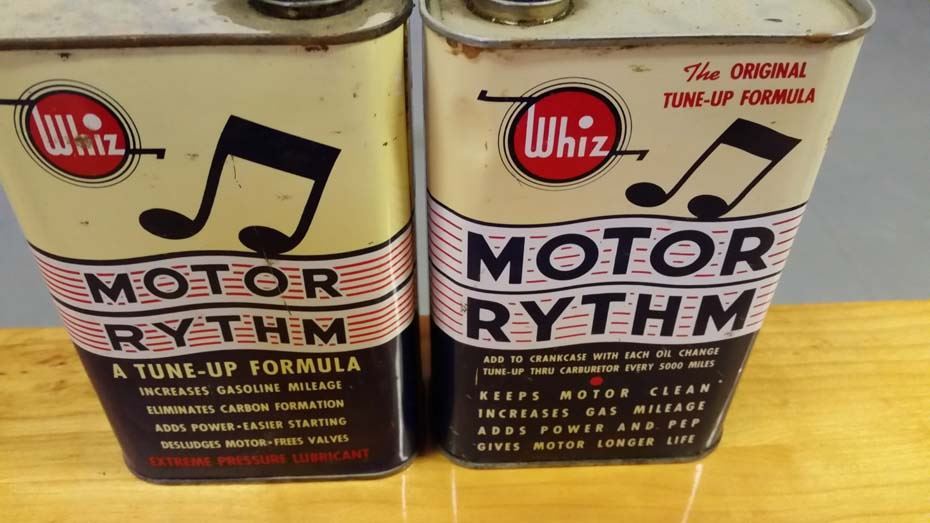 Whiz
MOTOR
RYTHM
A TUNE-UP FORMULA
INCREASES GASOLINE MILEAGE
ELIMINATES CARBON FORMATION
ADDS POWER-EASIER STARTING
DESLUDGES MOTOR-FREES VALVES
EXTREME PRESSURE LUBRICANT
The ORIGINAL
TUNE-UP FORMULA
Whiz
MOTOR
RYTHM
ADD TO CRANKCASE WITH EACH OIL CHANGE
TUNE-UP THRU CARBURETOR EVERY 5000 MILES
KEEPS MOTOR CLEAN
INCREASES GAS MILEAGE
ADDS POWER AND PEP
GIVES MOTOR LONGER LIFE